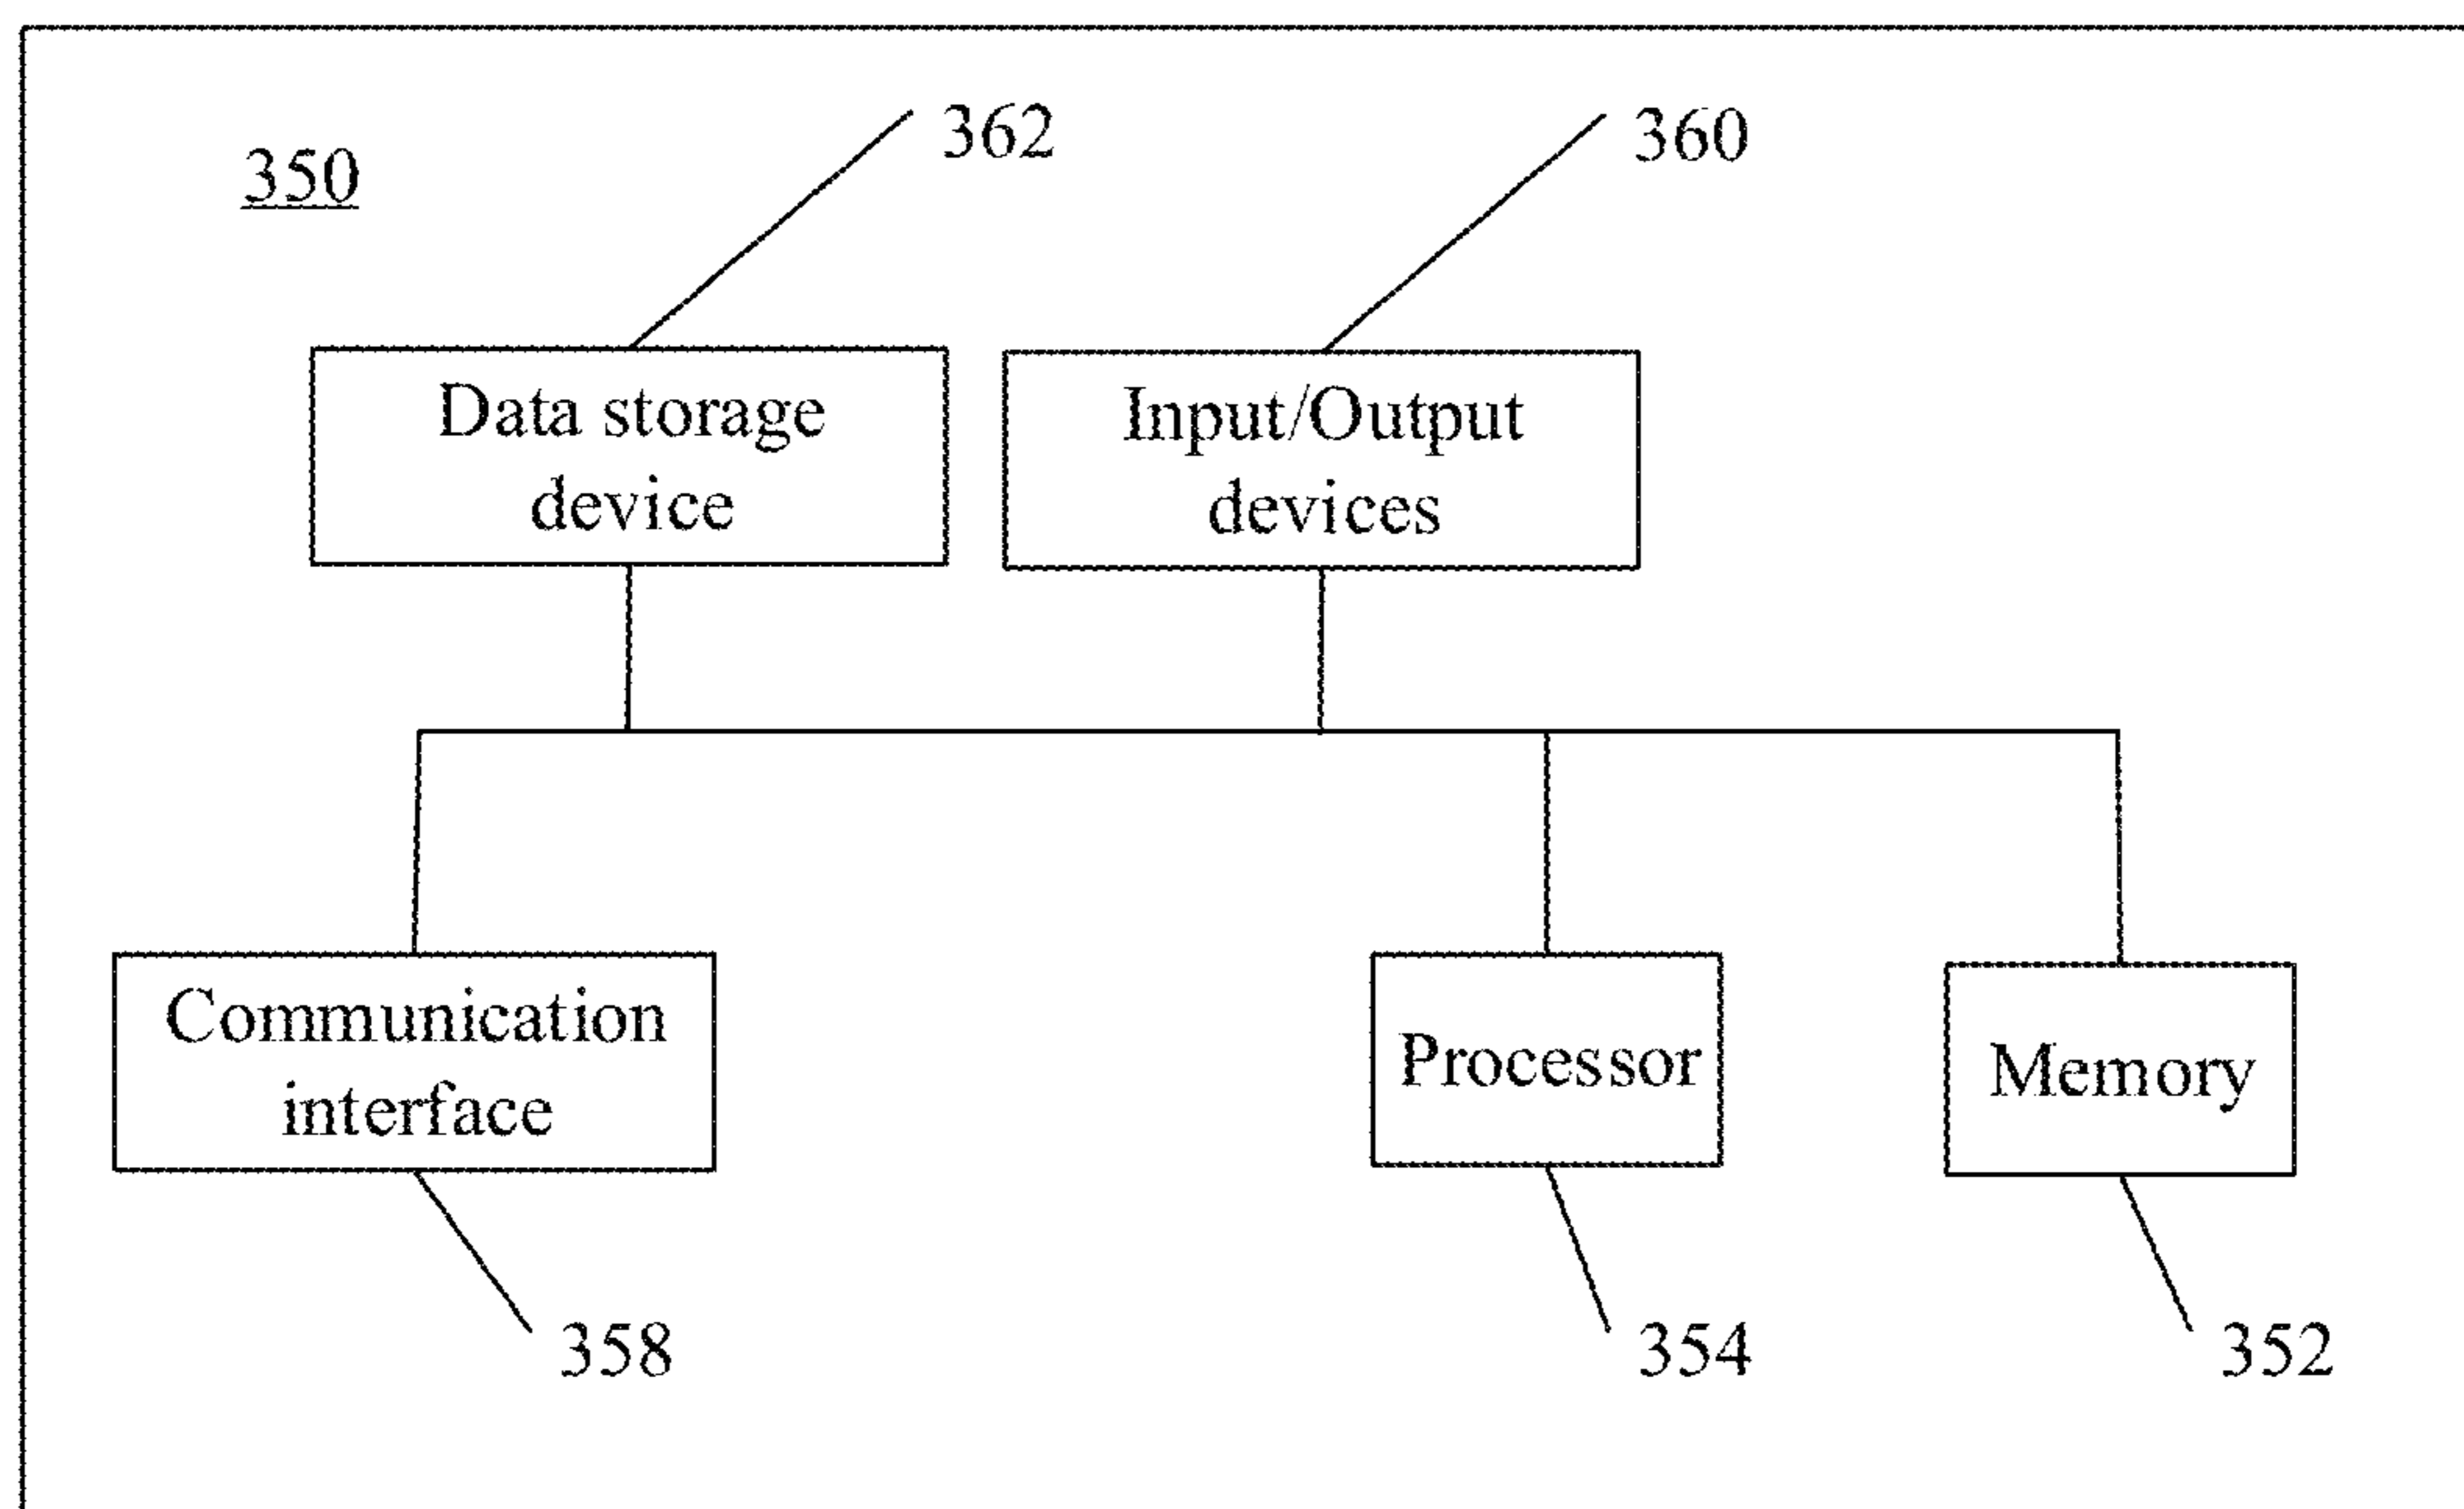 350
362
360
Data storage
device
Input/Output
devices
Communication
interface
Processor
Memory
358
354
352